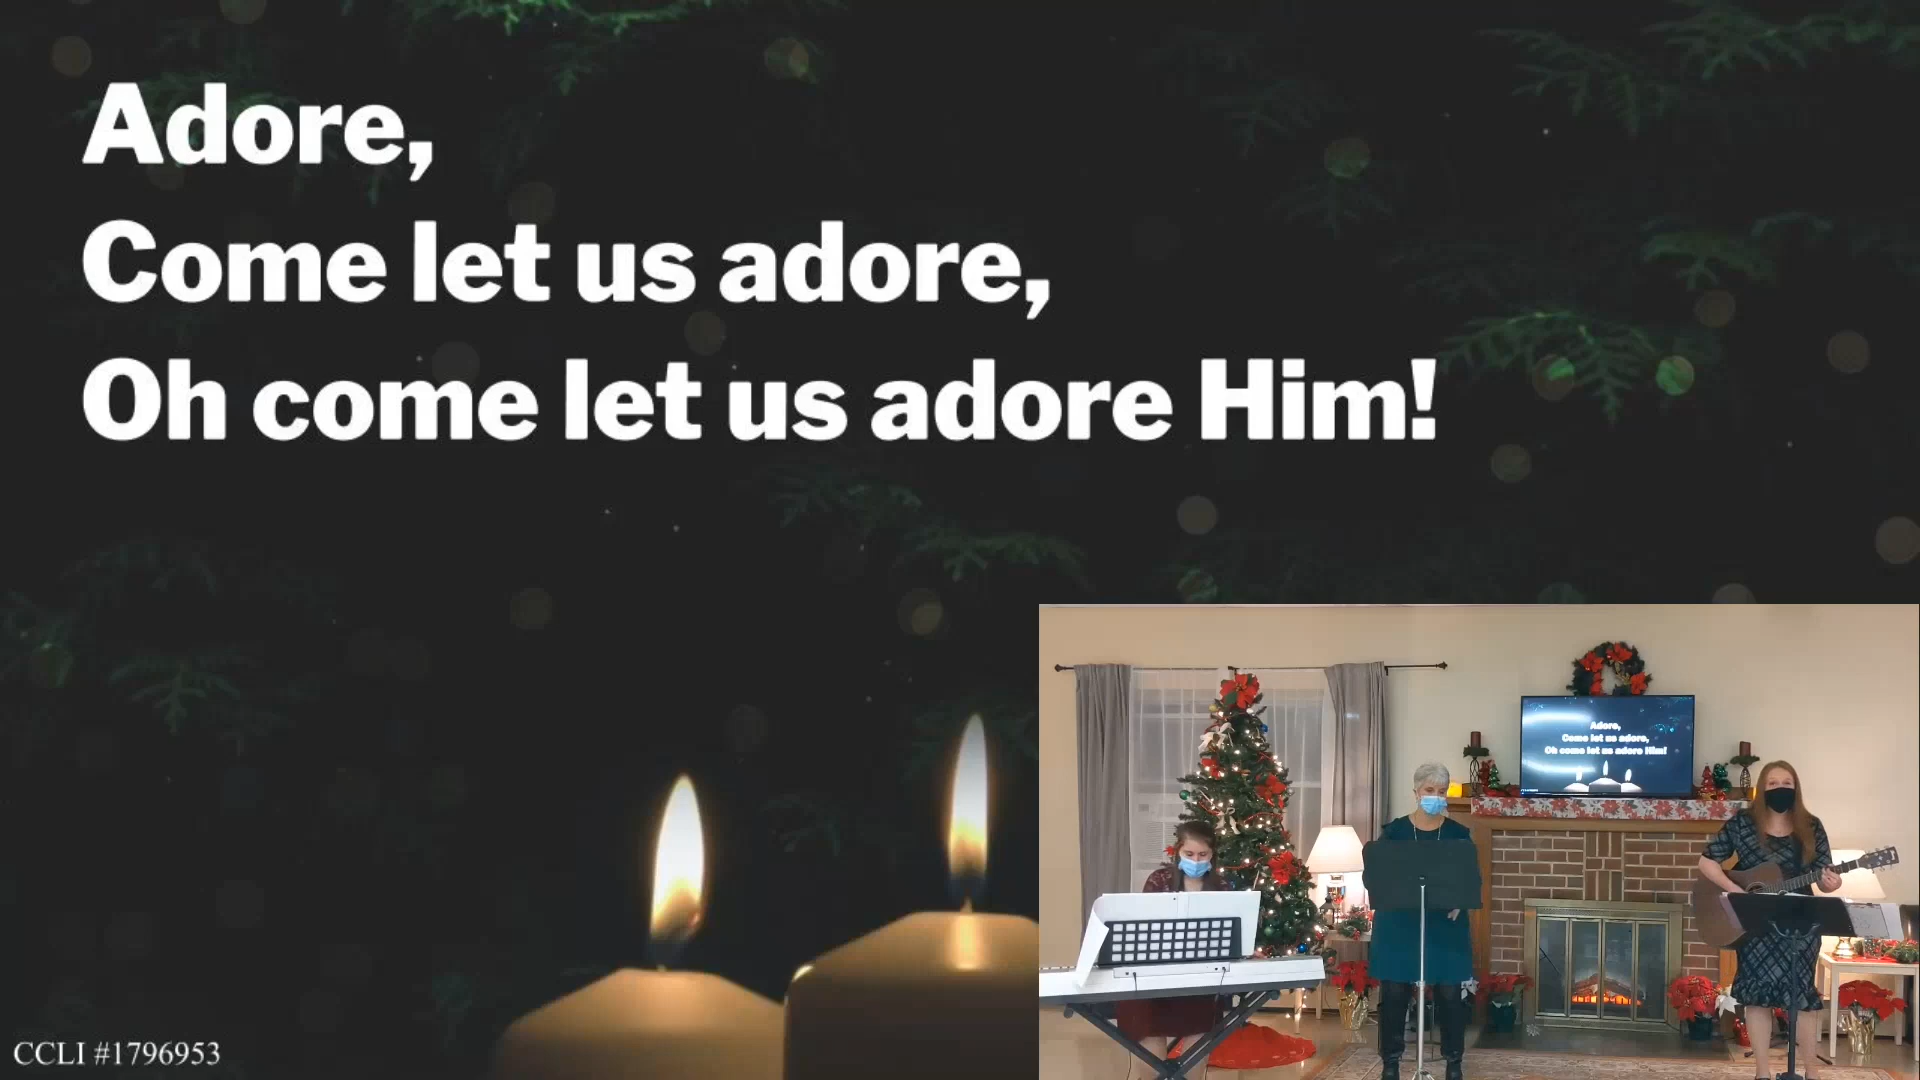 Adore,
Come let us adore,
Oh come let us adore Him!
CCLI #1796953
Adore,
Come let us adore,
Oh come let us adore Him!